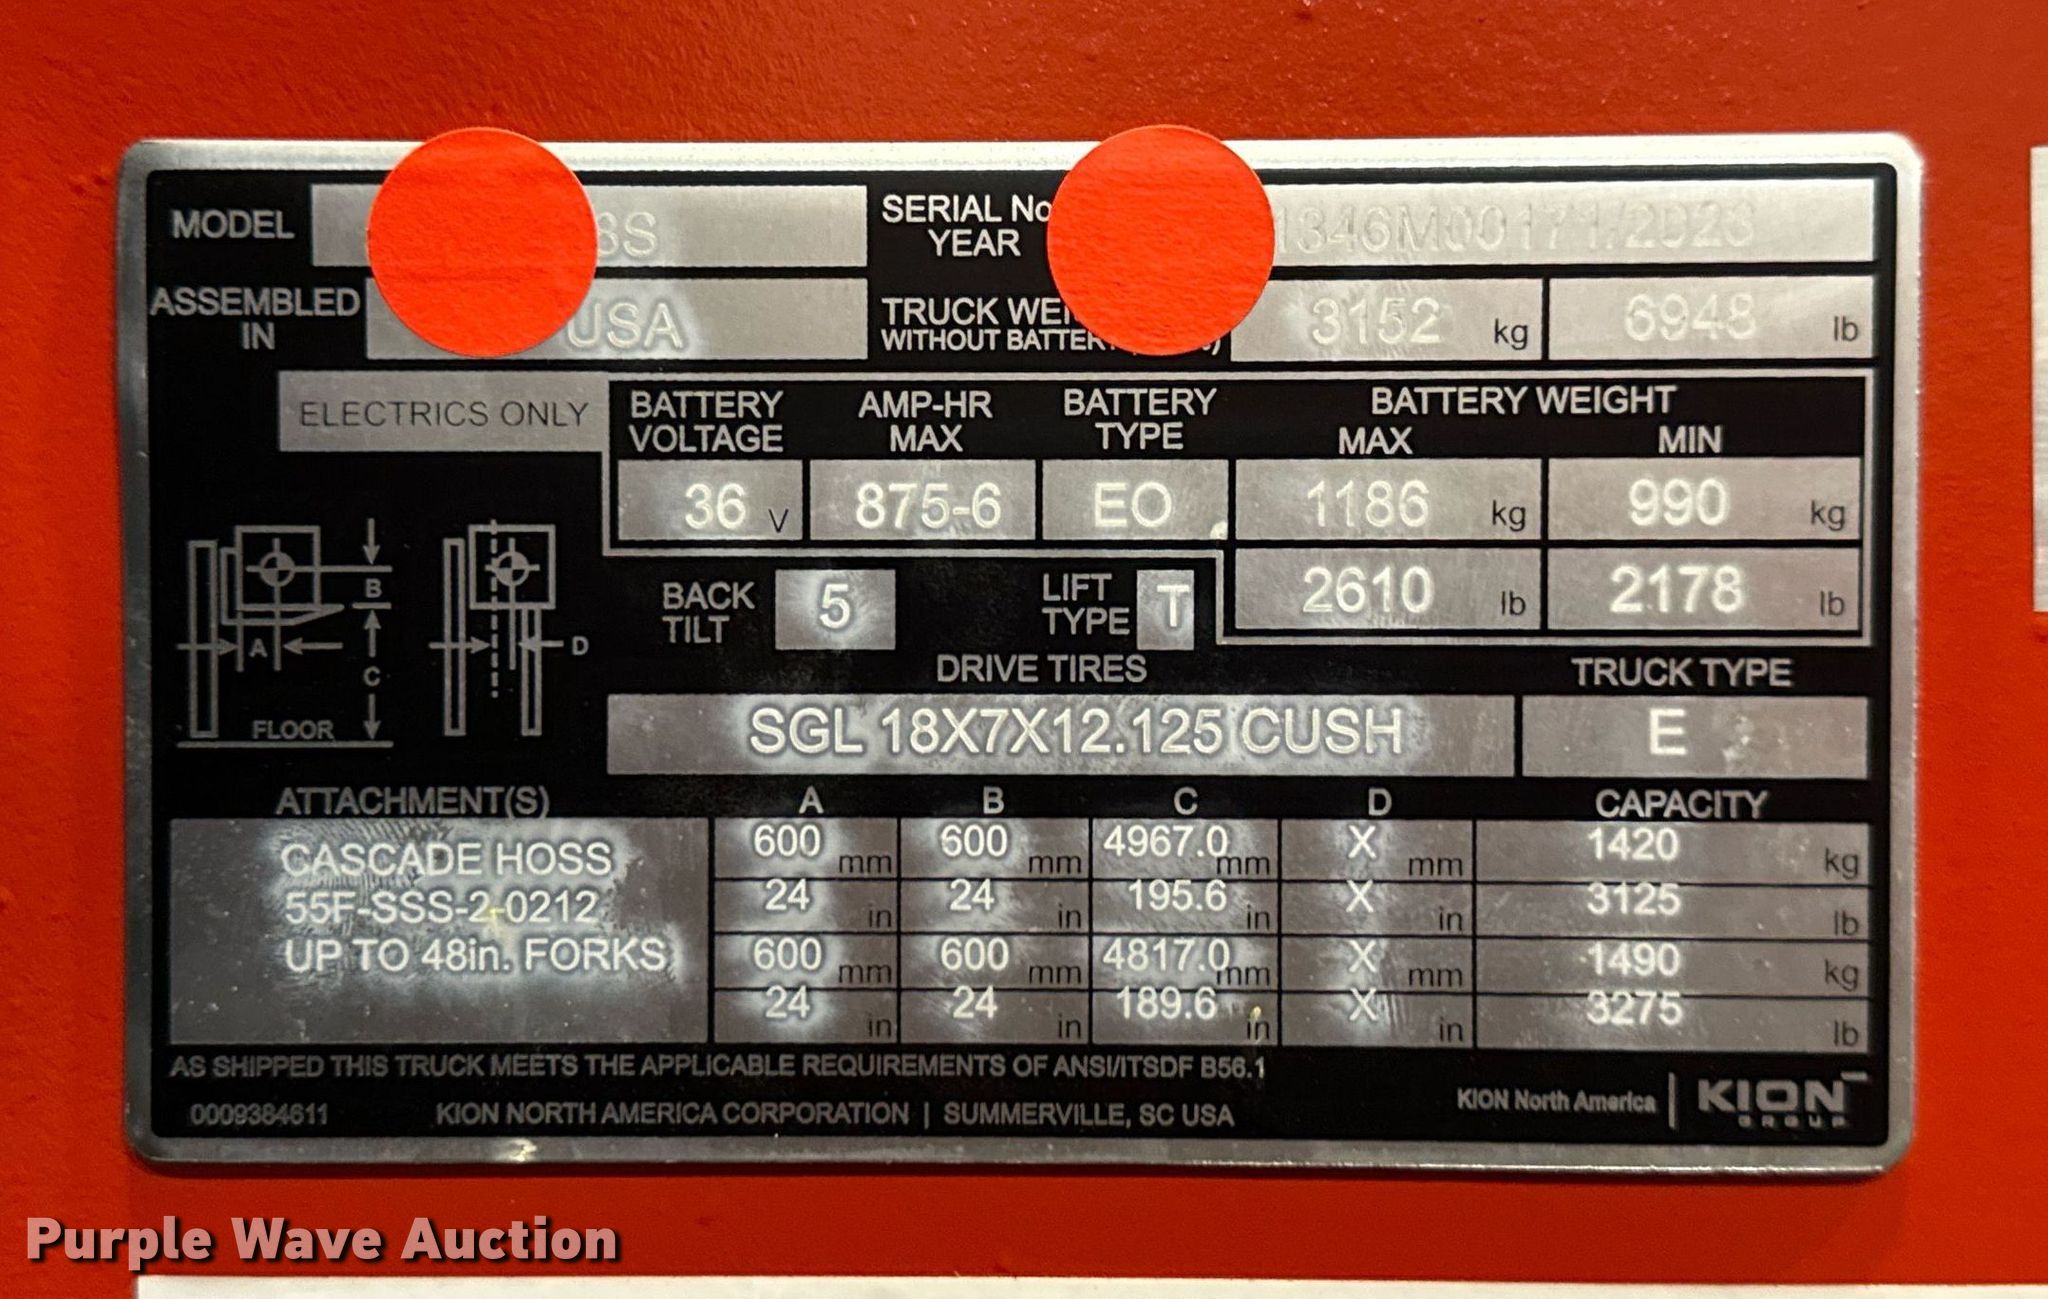 MODEL 8S SERIAL No. YEAR 1346M00171/2023
ASSEMBLED IN USA TRUCK WEI WITHOUT BATTER 3152 kg 6948 lb
ELECTRICS ONLY BATTERY VOLTAGE AMP-HR MAX BATTERY TYPE BATTERY WEIGHT MAX MIN
36 V 875-6 EO 1186 kg 990 kg
2610 lb 2178 lb
BACK TILT 5 LIFT TYPE T
A B C D FLOOR
DRIVE TIRES TRUCK TYPE
SGL 18X7X12.125 CUSH E
ATTACHMENT(S) A B C D CAPACITY
CASCADE HOSS
55F-SSS-2-0212
UP TO 48in. FORKS
600 mm 600 mm 4967.0 mm X mm 1420 kg
24 in 24 in 195.6 in X in 3125 lb
600 mm 600 mm 4817.0 mm X mm 1490 kg
24 in 24 in 189.6 in X in 3275 lb
AS SHIPPED THIS TRUCK MEETS THE APPLICABLE REQUIREMENTS OF ANSI/ITSDF B56.1
0009384611 KION NORTH AMERICA CORPORATION | SUMMERVILLE, SC USA
KION North America | KION GROUP
Purple Wave Auction